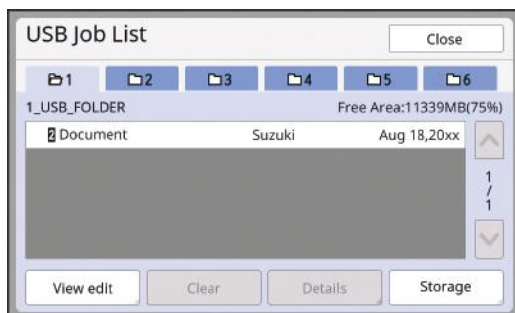 USB Job List
Close
1 2 3 4 5 6
1_USB_FOLDER Free Area:11339MB(75%)
2 Document Suzuki Aug 18,20xx
1
/
1
View edit Clear Details Storage